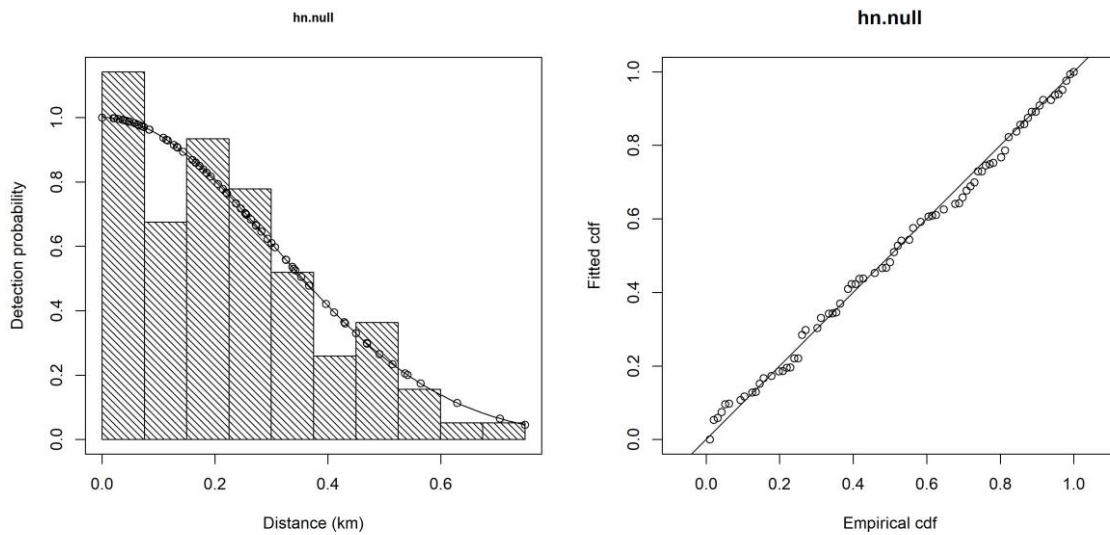 hn.null
Detection probability
1.0
0.8
0.6
0.4
0.2
0.0
0.0 0.2 0.4 0.6
Distance (km)
hn.null
Fitted cdf
1.0
0.8
0.6
0.4
0.2
0.0
0.0 0.2 0.4 0.6 0.8 1.0
Empirical cdf